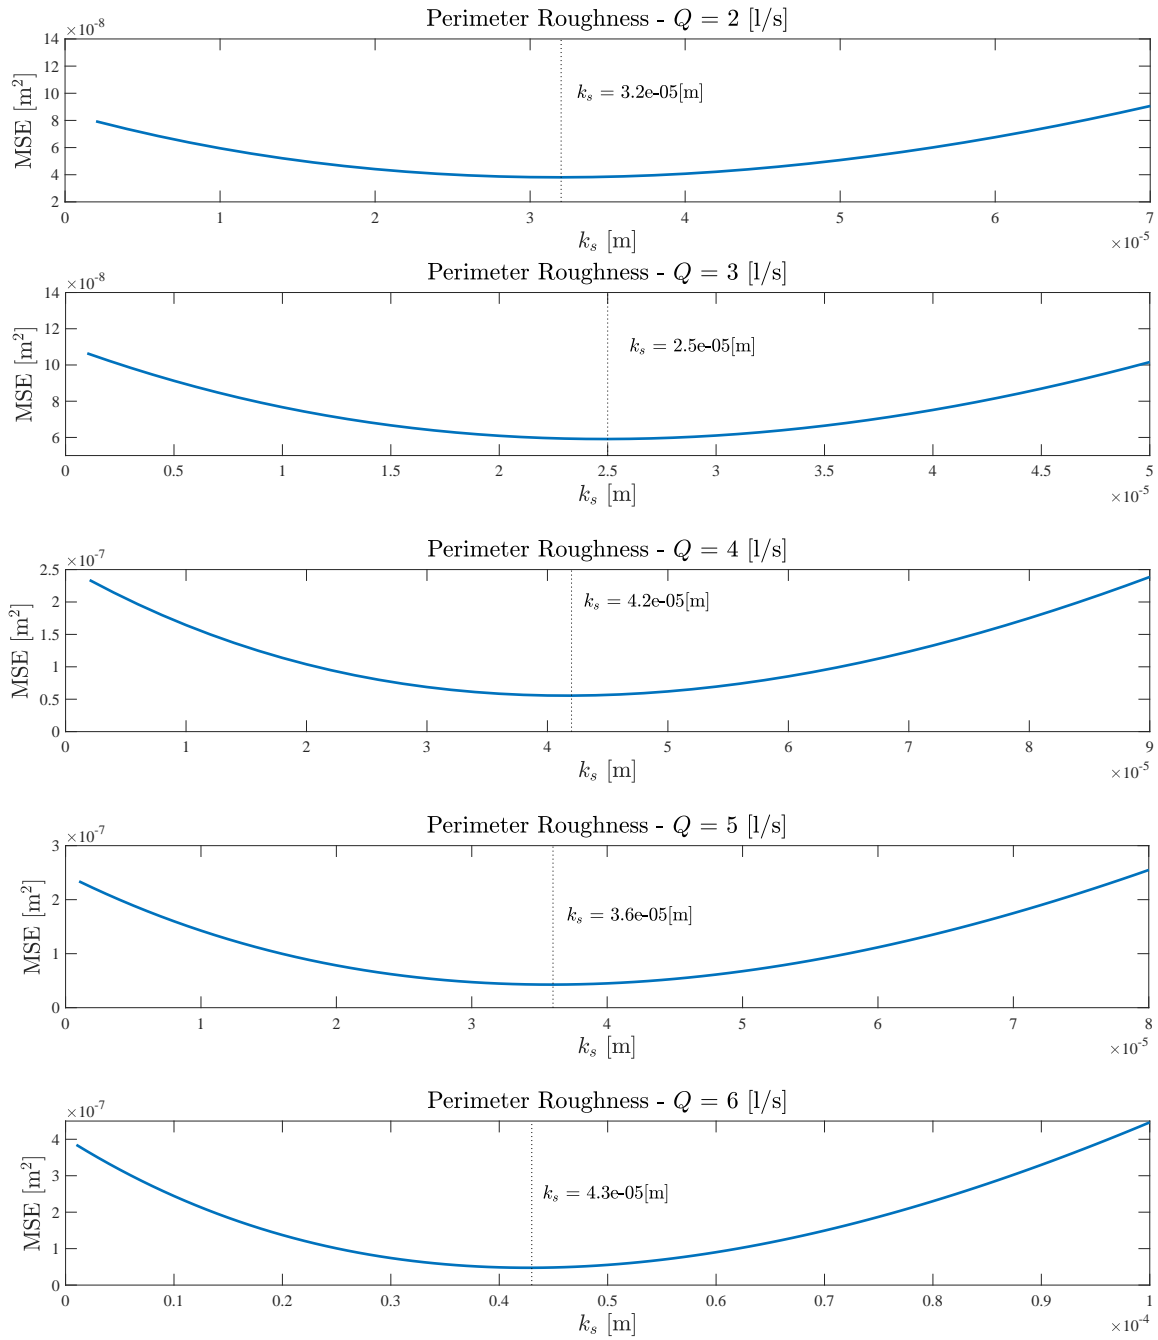 Perimeter Roughness - Q = 2 [l/s]
×10⁻⁸
14
12
10
8
6
4
2
MSE [m²]
k_s = 3.2e-05[m]
0 1 2 3 4 5 6 7
k_s [m]
×10⁻⁵
Perimeter Roughness - Q = 3 [l/s]
×10⁻⁸
14
12
10
8
6
MSE [m²]
k_s = 2.5e-05[m]
0 0.5 1 1.5 2 2.5 3 3.5 4 4.5 5
k_s [m]
×10⁻⁵
Perimeter Roughness - Q = 4 [l/s]
×10⁻⁷
2.5
2
1.5
1
0.5
0
MSE [m²]
k_s = 4.2e-05[m]
0 1 2 3 4 5 6 7 8 9
k_s [m]
×10⁻⁵
Perimeter Roughness - Q = 5 [l/s]
×10⁻⁷
3
2
1
0
MSE [m²]
k_s = 3.6e-05[m]
0 1 2 3 4 5 6 7 8
k_s [m]
×10⁻⁵
Perimeter Roughness - Q = 6 [l/s]
×10⁻⁷
4
3
2
1
0
MSE [m²]
k_s = 4.3e-05[m]
0 0.1 0.2 0.3 0.4 0.5 0.6 0.7 0.8 0.9 1
k_s [m]
×10⁻⁴